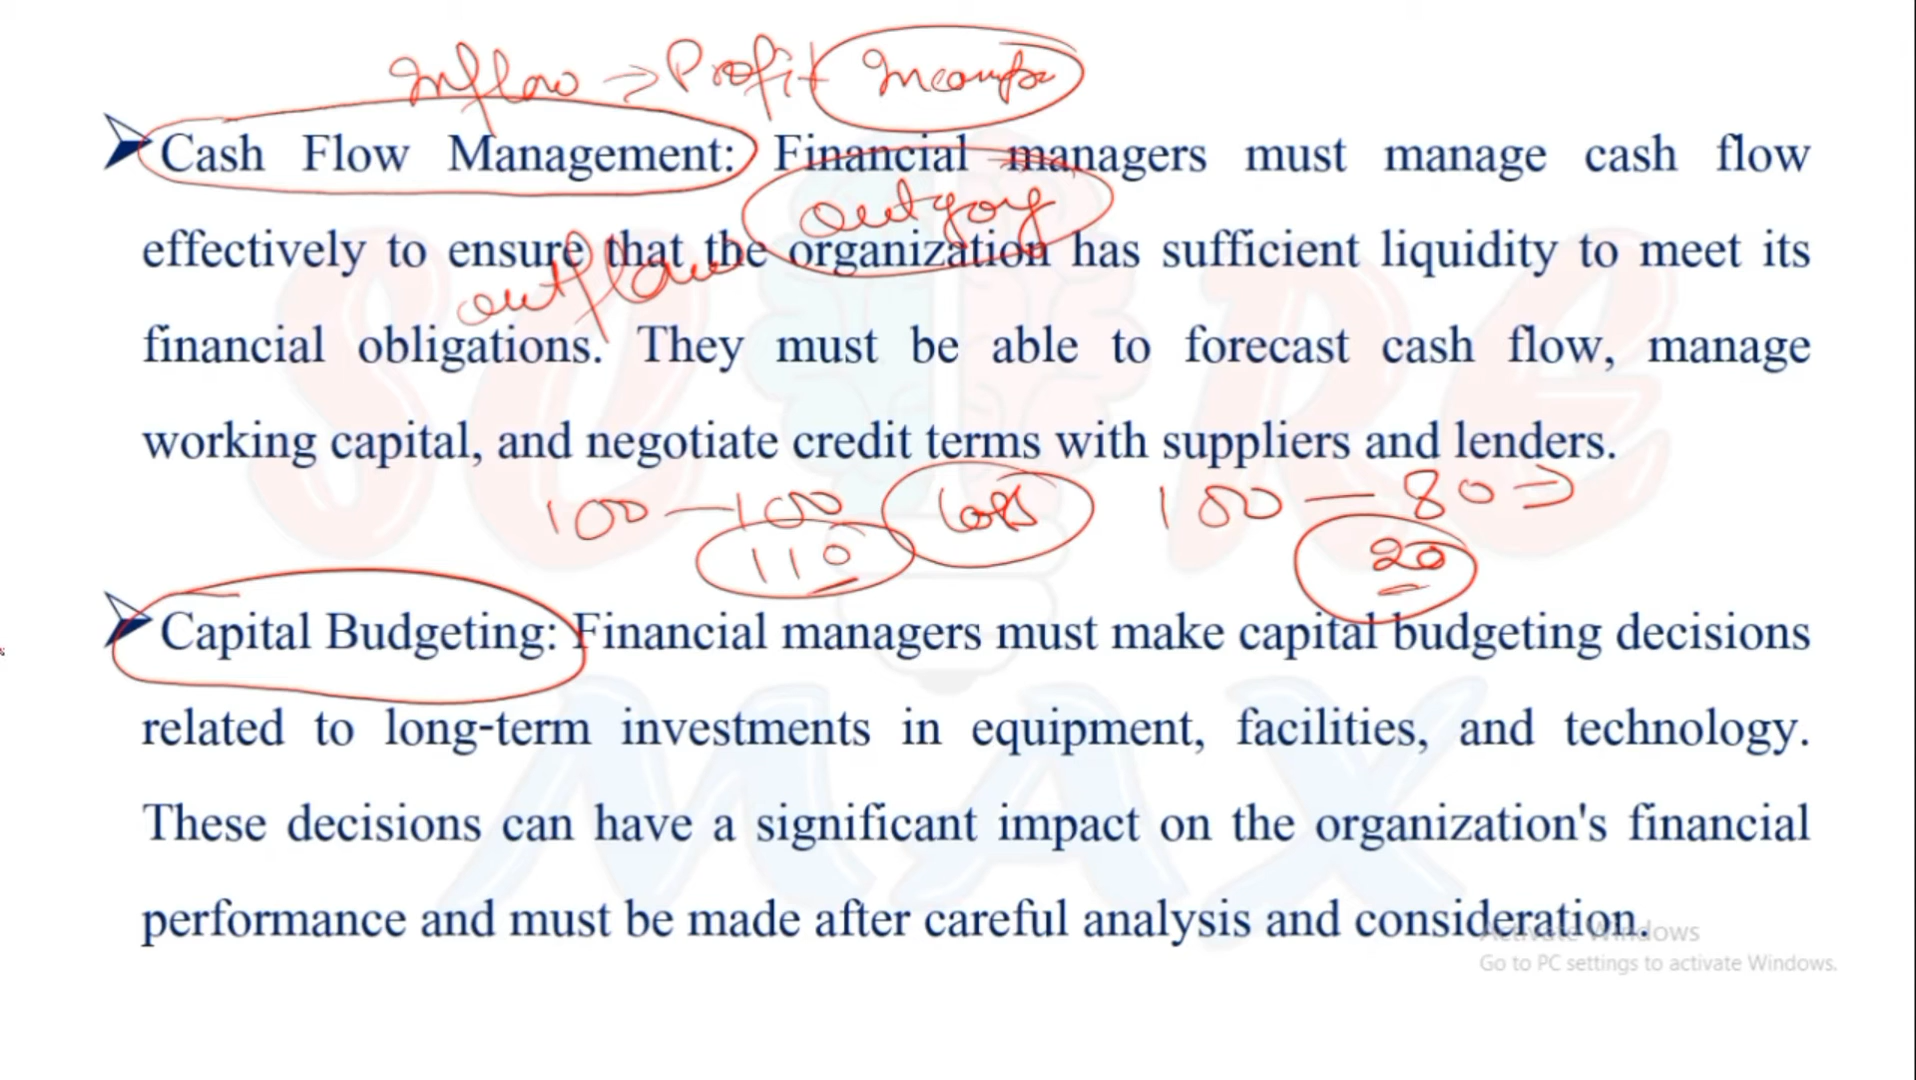 Inflow → Profit Incoming
➢ Cash Flow Management: Financial managers must manage cash flow
outgoing
effectively to ensure that the organization has sufficient liquidity to meet its
outflow
financial obligations. They must be able to forecast cash flow, manage
working capital, and negotiate credit terms with suppliers and lenders.
100 — 100 loss 100 — 80 =
110 20
➢ Capital Budgeting: Financial managers must make capital budgeting decisions
related to long-term investments in equipment, facilities, and technology.
These decisions can have a significant impact on the organization's financial
performance and must be made after careful analysis and consideration.
Activate Windows
Go to PC settings to activate Windows.
SCORE
MAX